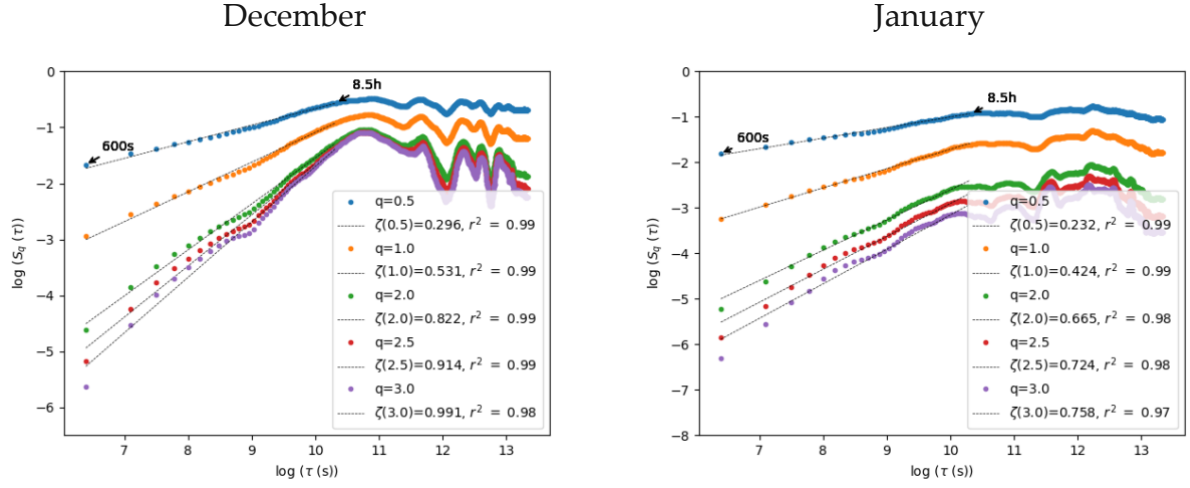 December
0
−1
−2
−3
−4
−5
−6
log (S_q (τ))
600s
8.5h
q=0.5
ζ(0.5)=0.296, r² = 0.99
q=1.0
ζ(1.0)=0.531, r² = 0.99
q=2.0
ζ(2.0)=0.822, r² = 0.99
q=2.5
ζ(2.5)=0.914, r² = 0.99
q=3.0
ζ(3.0)=0.991, r² = 0.98
7 8 9 10 11 12 13
log (τ (s))
January
0
−1
−2
−3
−4
−5
−6
−7
−8
log (S_q (τ))
600s
8.5h
q=0.5
ζ(0.5)=0.232, r² = 0.99
q=1.0
ζ(1.0)=0.424, r² = 0.99
q=2.0
ζ(2.0)=0.665, r² = 0.98
q=2.5
ζ(2.5)=0.724, r² = 0.98
q=3.0
ζ(3.0)=0.758, r² = 0.97
7 8 9 10 11 12 13
log (τ (s))